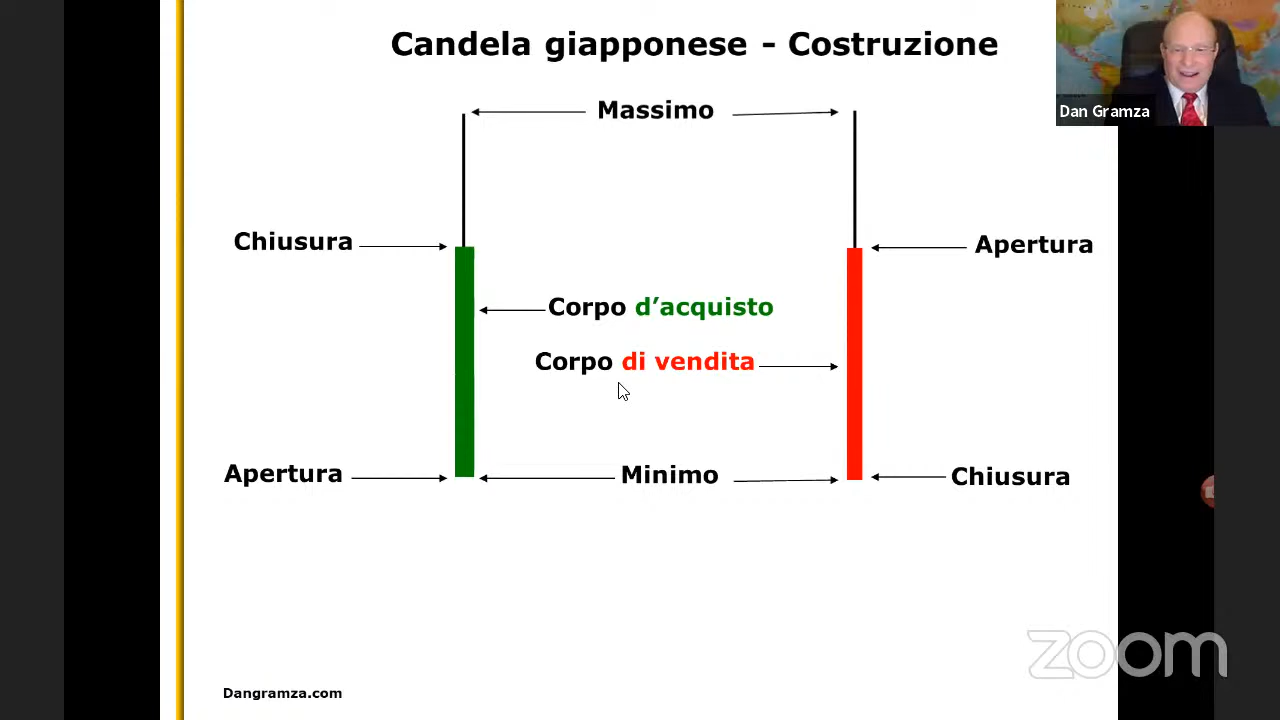 Candela giapponese - Costruzione
Dan Gramza
Massimo
Chiusura
Apertura
Corpo d’acquisto
Corpo di vendita
Apertura
Minimo
Chiusura
zoom
Dangramza.com